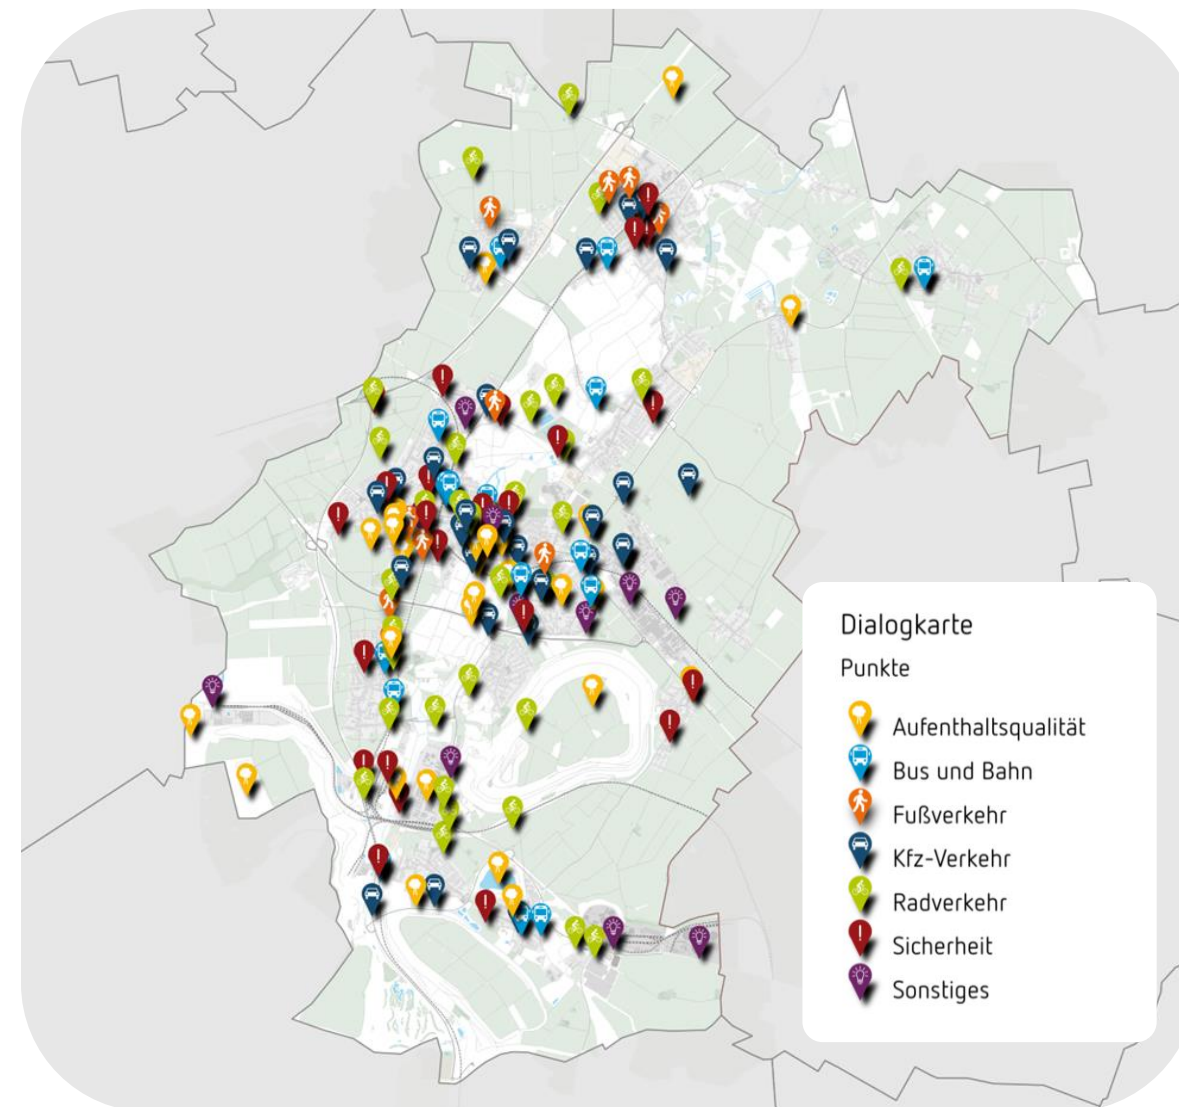 Dialogkarte
Punkte
Aufenthaltsqualität
Bus und Bahn
Fußverkehr
Kfz-Verkehr
Radverkehr
Sicherheit
Sonstiges